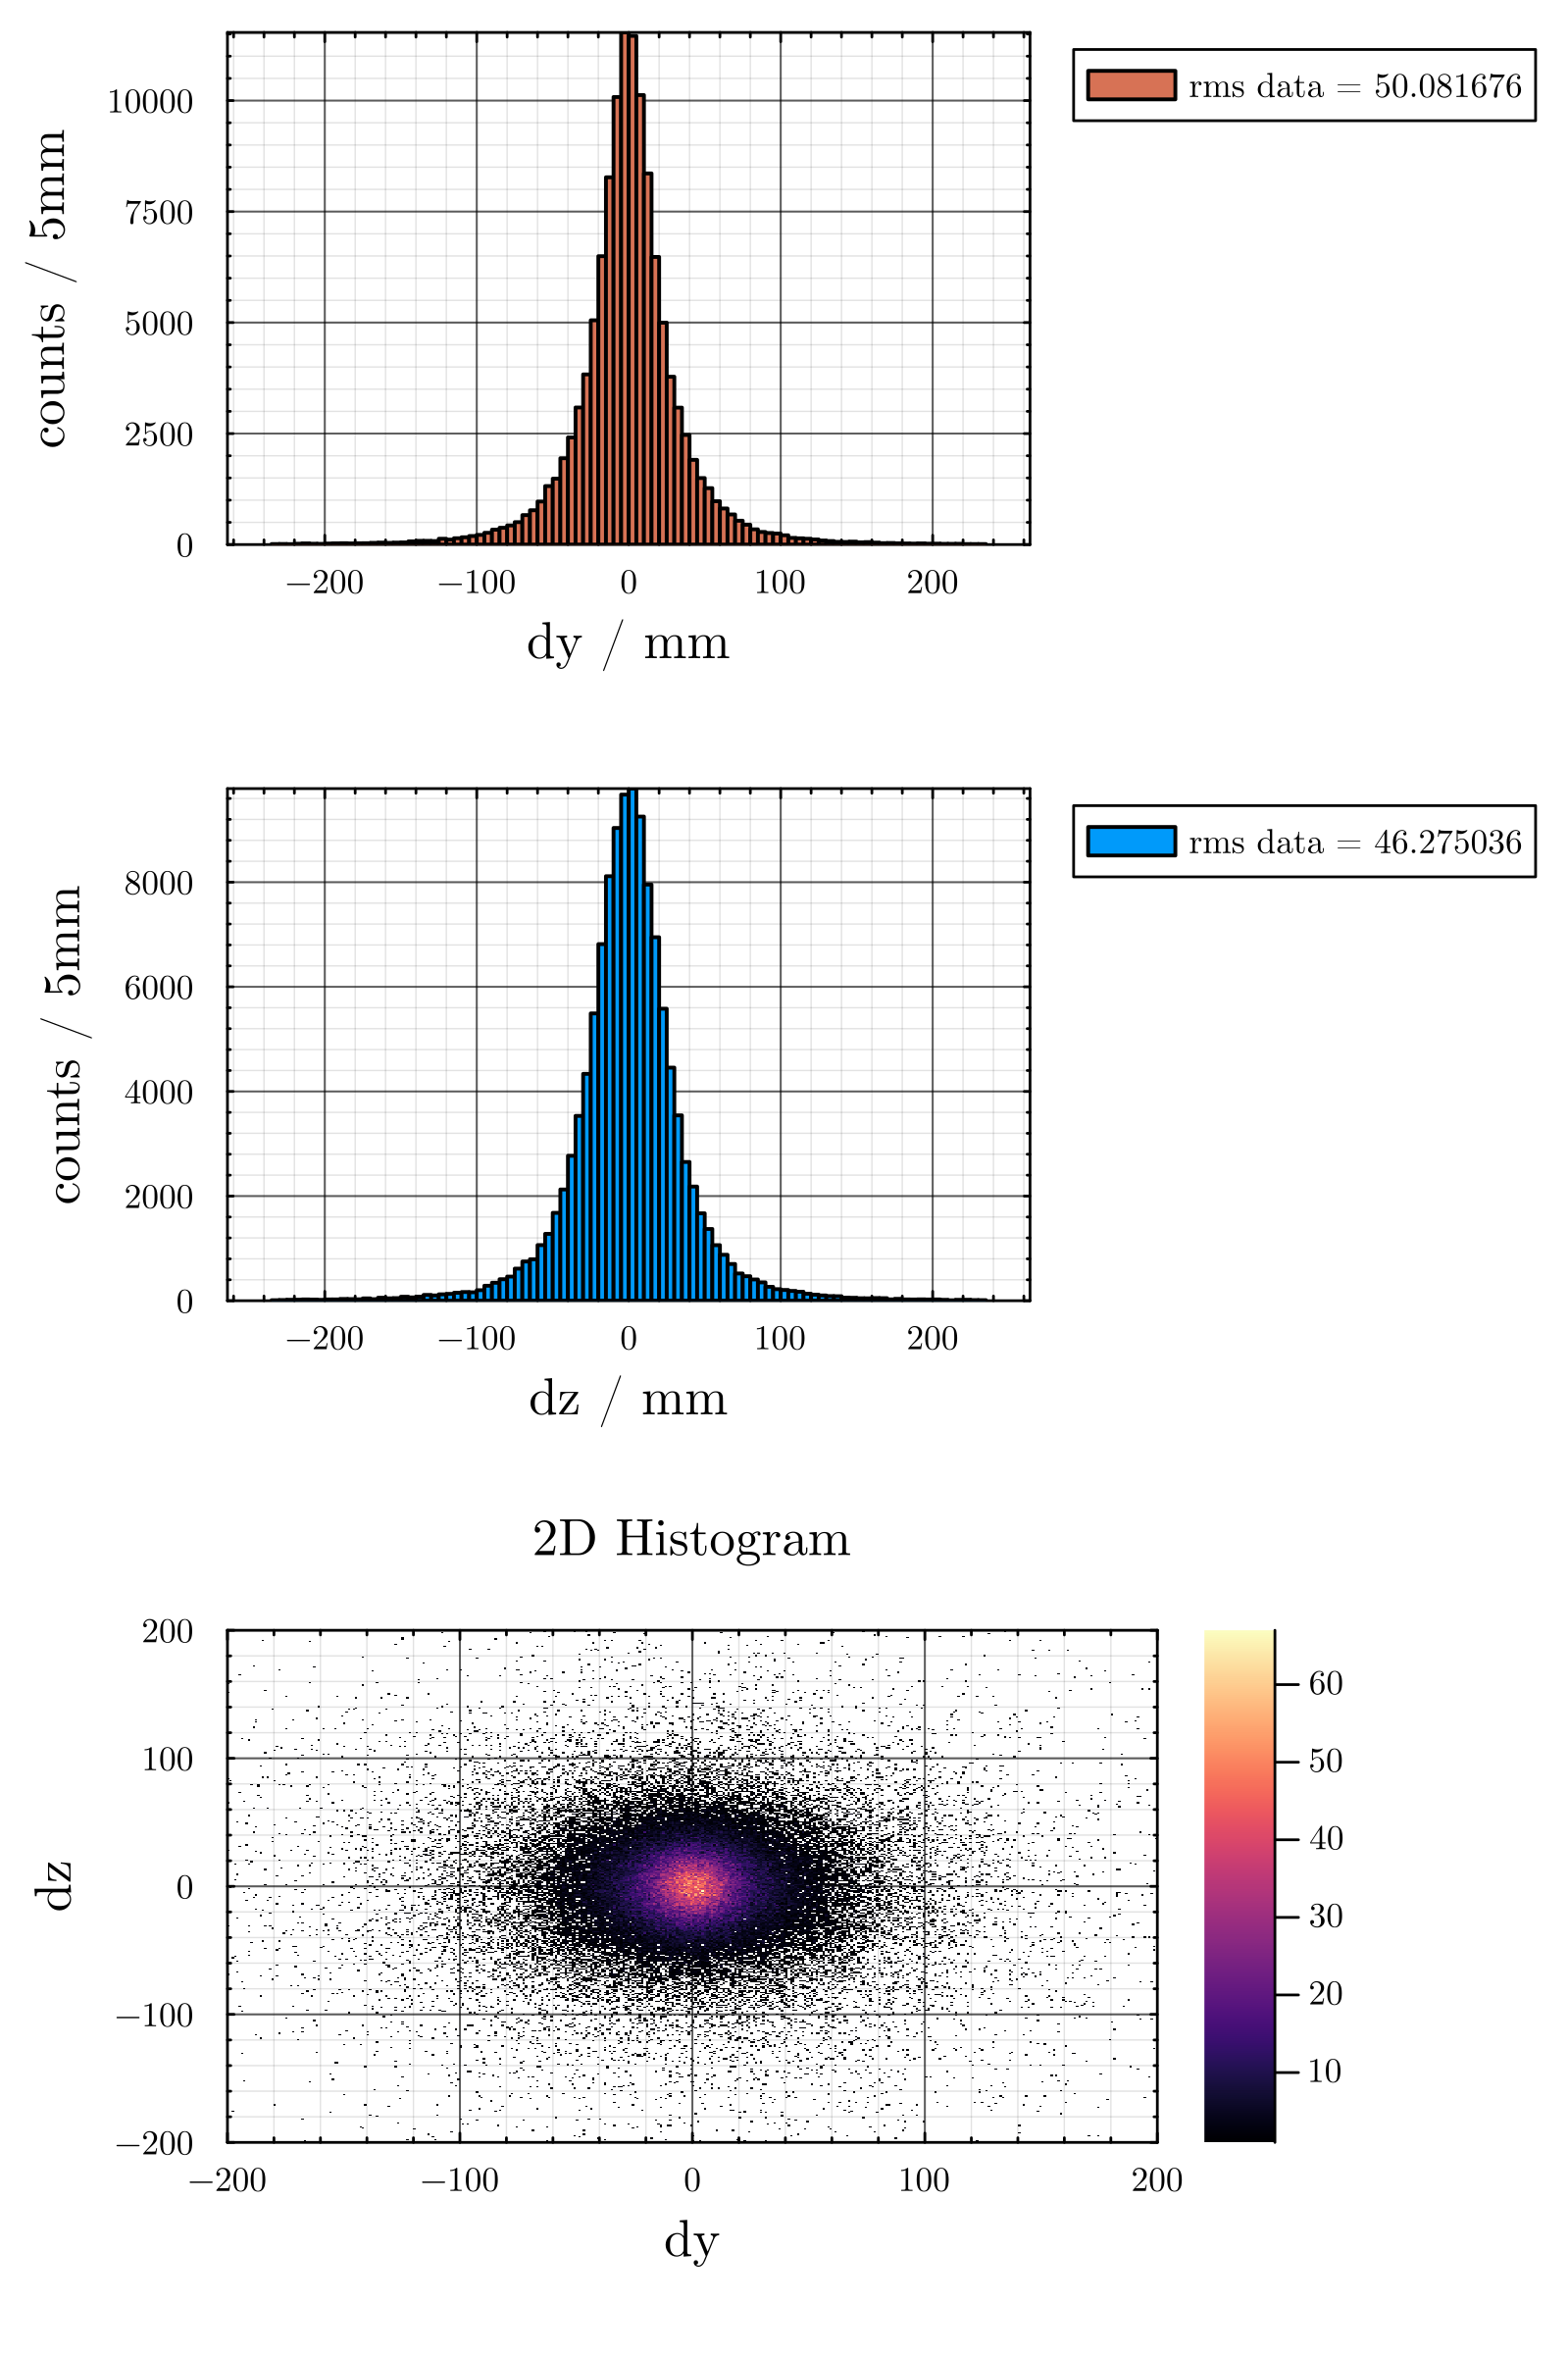 counts / 5mm
10000
7500
5000
2500
0
−200 −100 0 100 200
dy / mm
rms data = 50.081676
counts / 5mm
8000
6000
4000
2000
0
−200 −100 0 100 200
dz / mm
rms data = 46.275036
2D Histogram
dz
200
100
0
−100
−200
−200 −100 0 100 200
dy
60
50
40
30
20
10